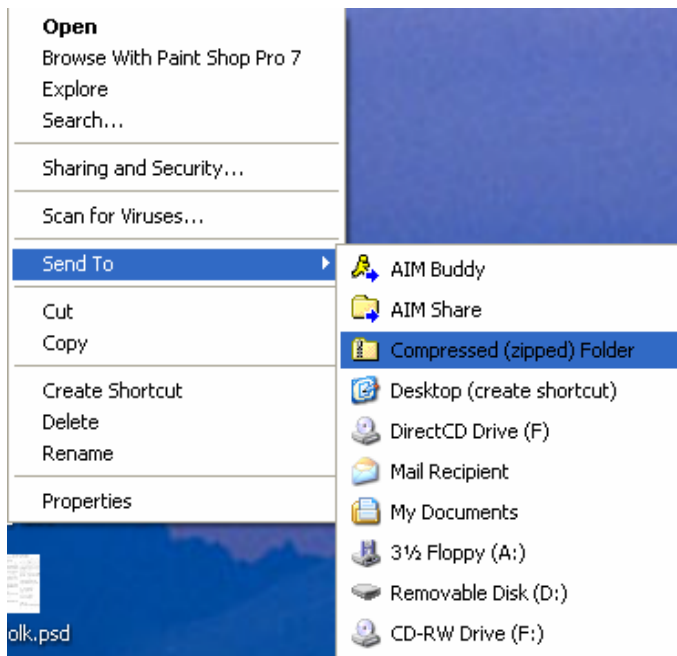 Open
Browse With Paint Shop Pro 7
Explore
Search...
Sharing and Security...
Scan for Viruses...
Send To
Cut
Copy
Create Shortcut
Delete
Rename
Properties
AIM Buddy
AIM Share
Compressed (zipped) Folder
Desktop (create shortcut)
DirectCD Drive (F)
Mail Recipient
My Documents
3½ Floppy (A:)
Removable Disk (D:)
CD-RW Drive (F:)
olk.psd